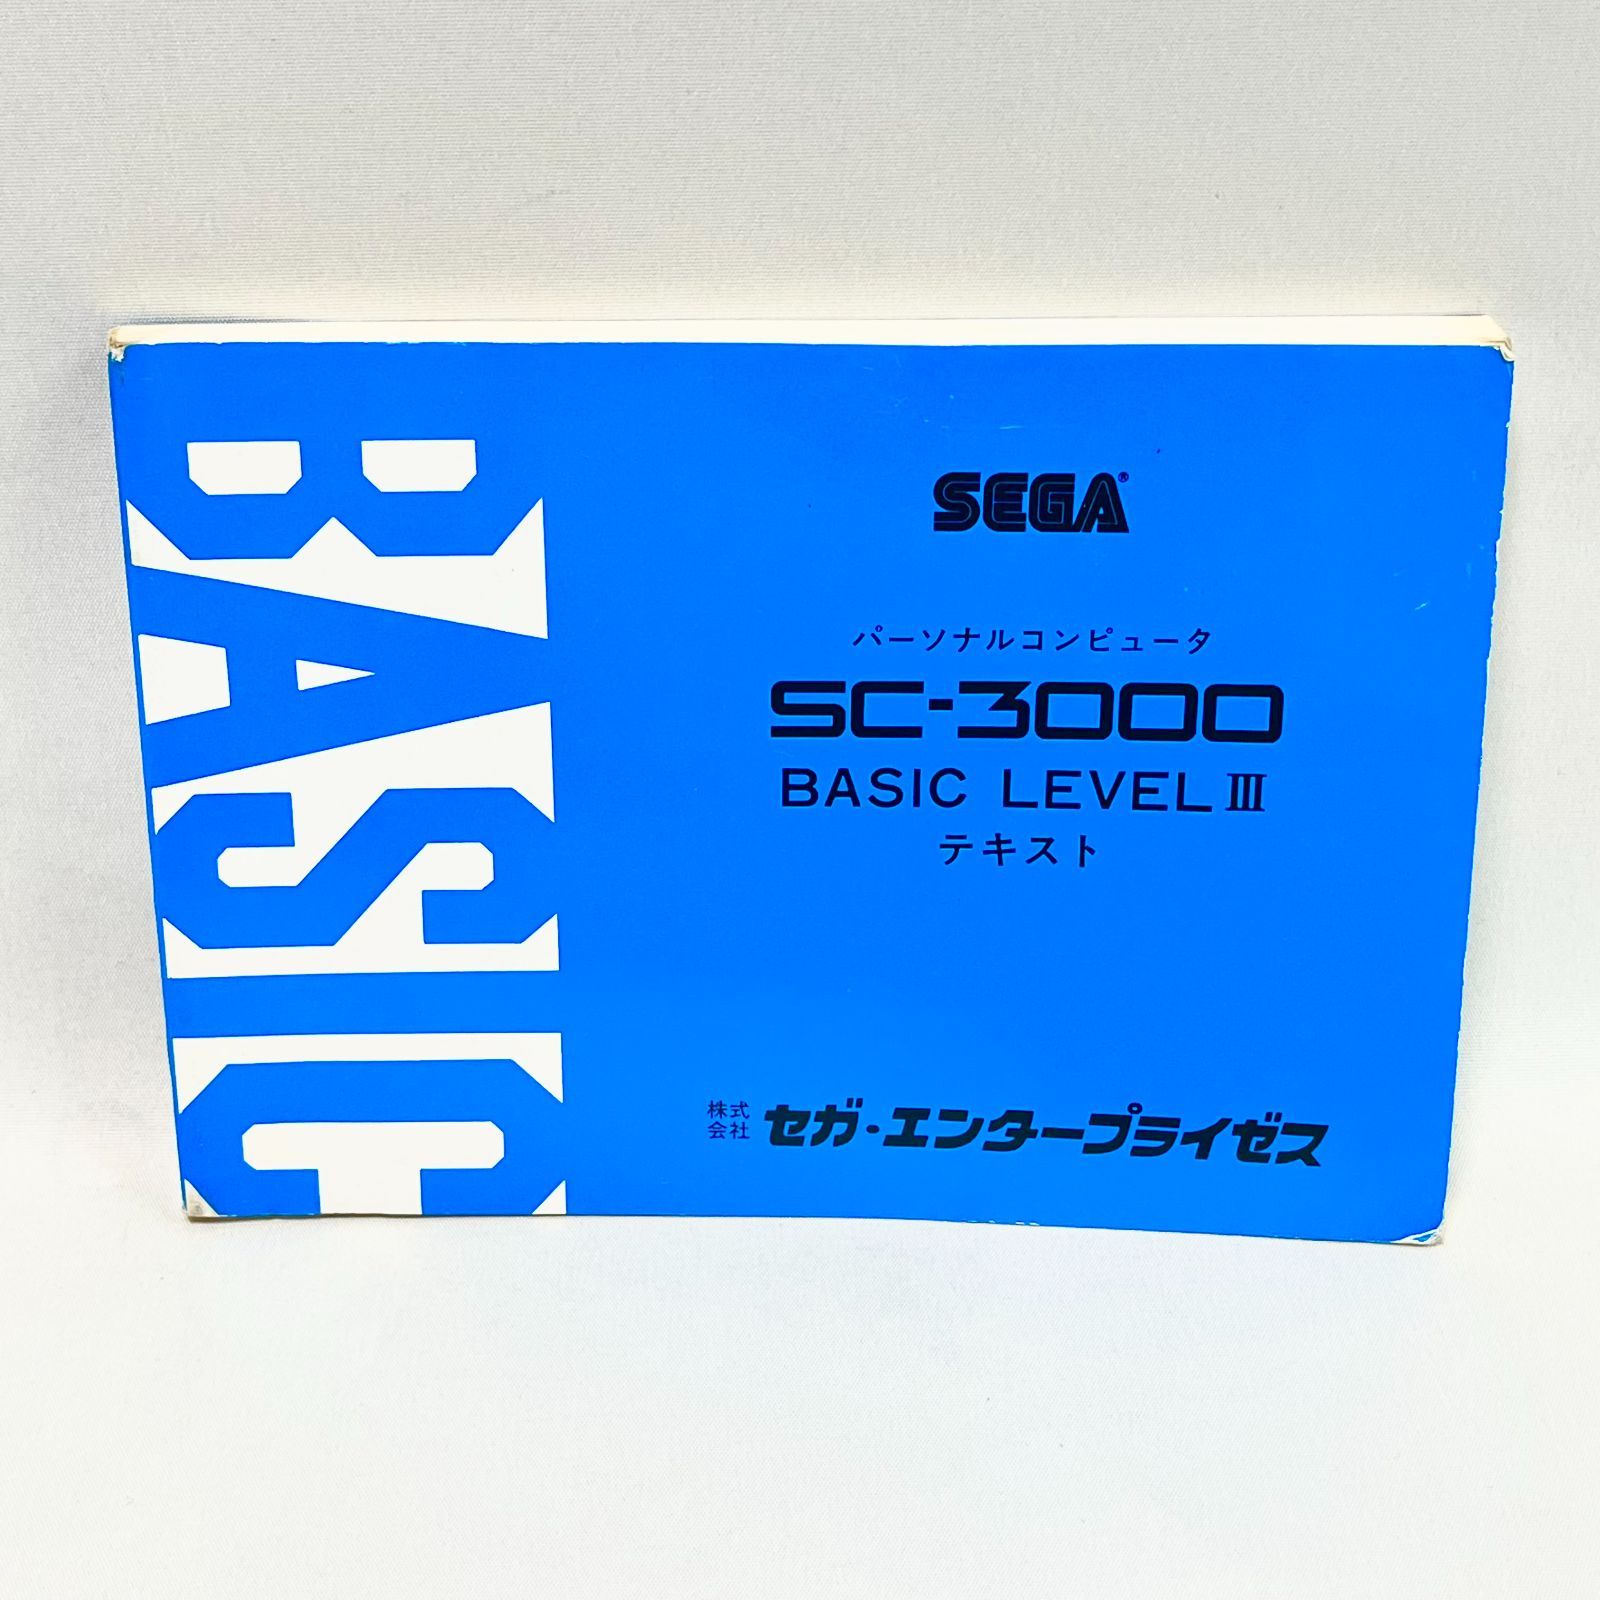 BASIC
SEGA®
パーソナルコンピュータ
SC-3000
BASIC LEVEL III
テキスト
株式会社 セガ・エンタープライゼス